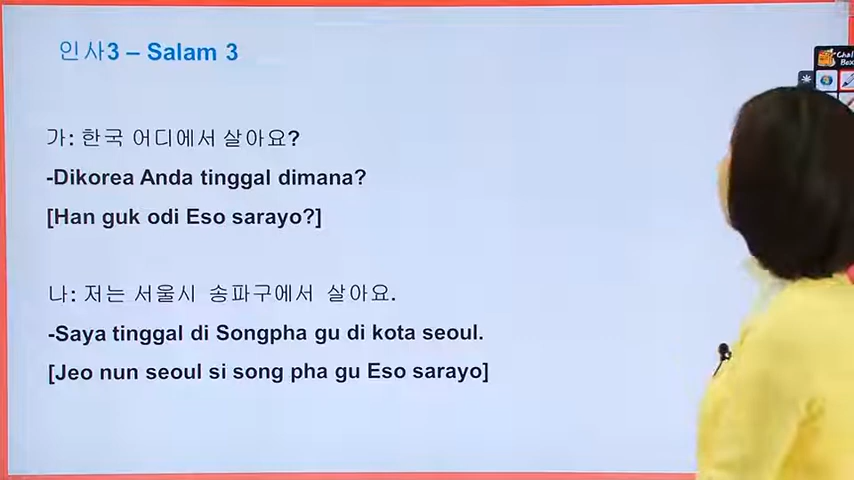 인사3 – Salam 3
가: 한국 어디에서 살아요?
-Dikorea Anda tinggal dimana?
[Han guk odi Eso sarayo?]
나: 저는 서울시 송파구에서 살아요.
-Saya tinggal di Songpha gu di kota seoul.
[Jeo nun seoul si song pha gu Eso sarayo]